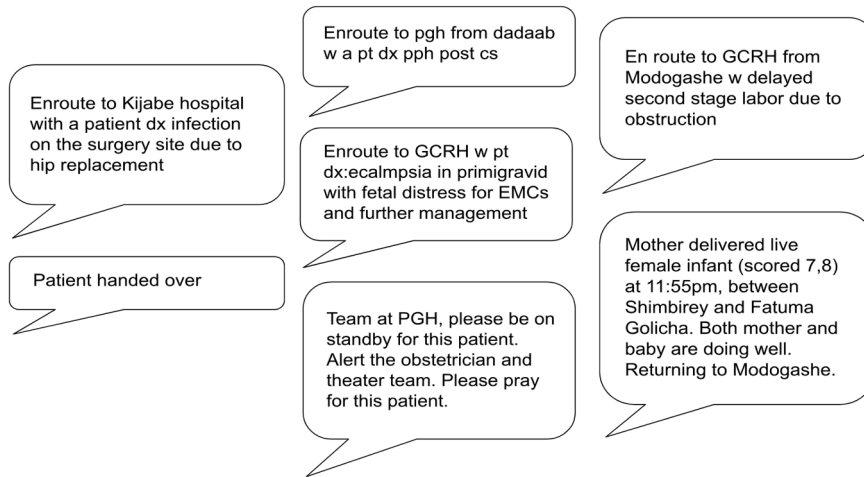 Enroute to Kijabe hospital
with a patient dx infection
on the surgery site due to
hip replacement
Patient handed over
Enroute to pgh from dadaab
w a pt dx pph post cs
Enroute to GCRH w pt
dx:ecalmpsia in primigravid
with fetal distress for EMCs
and further management
Team at PGH, please be on
standby for this patient.
Alert the obstetrician and
theater team. Please pray
for this patient.
En route to GCRH from
Modogashe w delayed
second stage labor due to
obstruction
Mother delivered live
female infant (scored 7,8)
at 11:55pm, between
Shimbirey and Fatuma
Golicha. Both mother and
baby are doing well.
Returning to Modogashe.